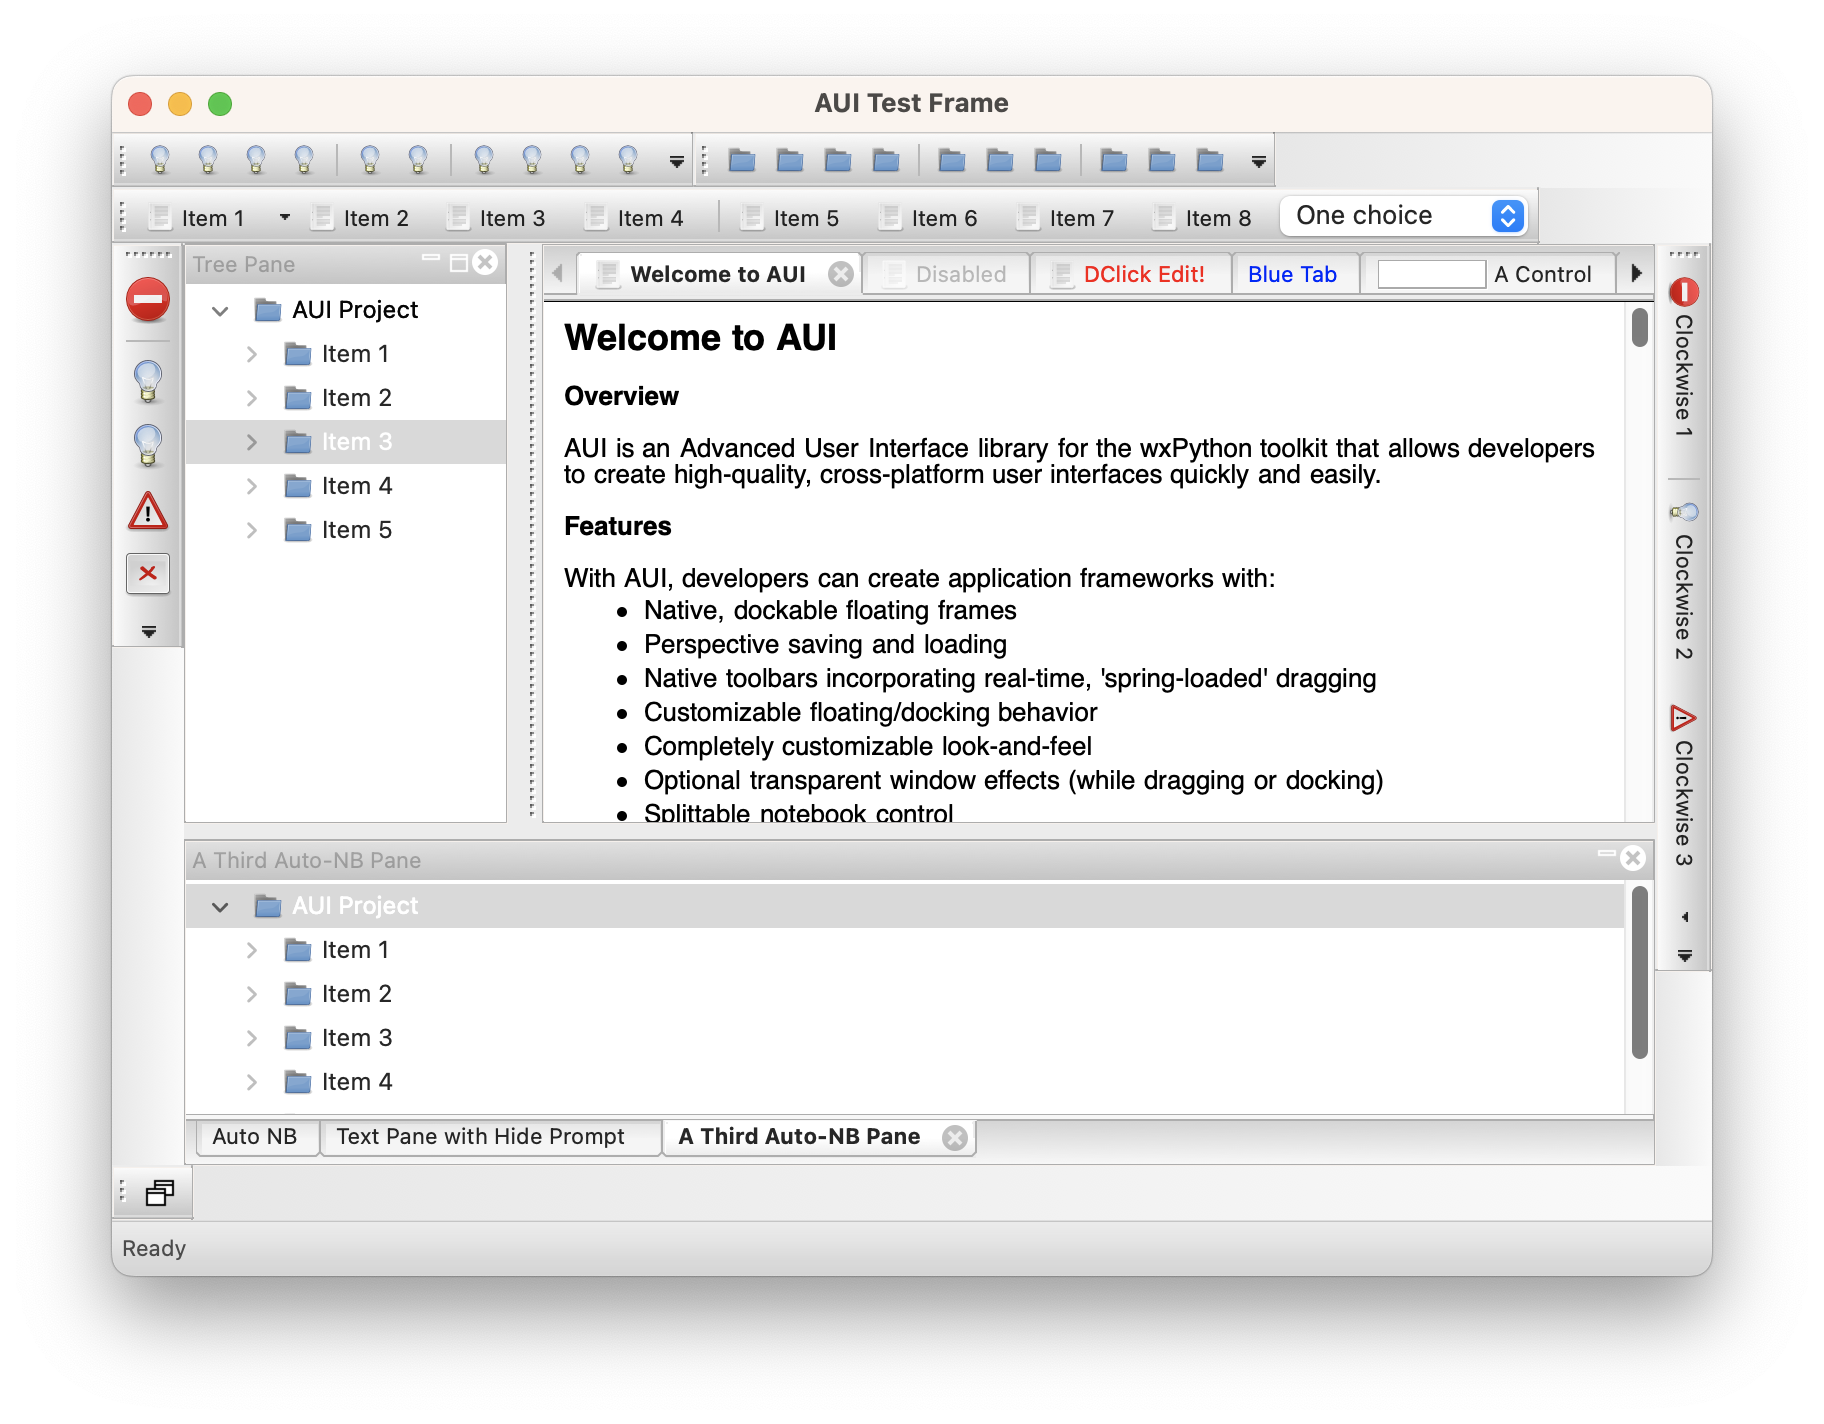 AUI Test Frame
Item 1 Item 2 Item 3 Item 4 Item 5 Item 6 Item 7 Item 8 One choice
Tree Pane
AUI Project
Item 1
Item 2
Item 3
Item 4
Item 5
Welcome to AUI Disabled DClick Edit! Blue Tab A Control
Welcome to AUI
Overview
AUI is an Advanced User Interface library for the wxPython toolkit that allows developers
to create high-quality, cross-platform user interfaces quickly and easily.
Features
With AUI, developers can create application frameworks with:
• Native, dockable floating frames
• Perspective saving and loading
• Native toolbars incorporating real-time, 'spring-loaded' dragging
• Customizable floating/docking behavior
• Completely customizable look-and-feel
• Optional transparent window effects (while dragging or docking)
• Splittable notebook control
Clockwise 1
Clockwise 2
Clockwise 3
A Third Auto-NB Pane
AUI Project
Item 1
Item 2
Item 3
Item 4
Auto NB Text Pane with Hide Prompt A Third Auto-NB Pane
Ready